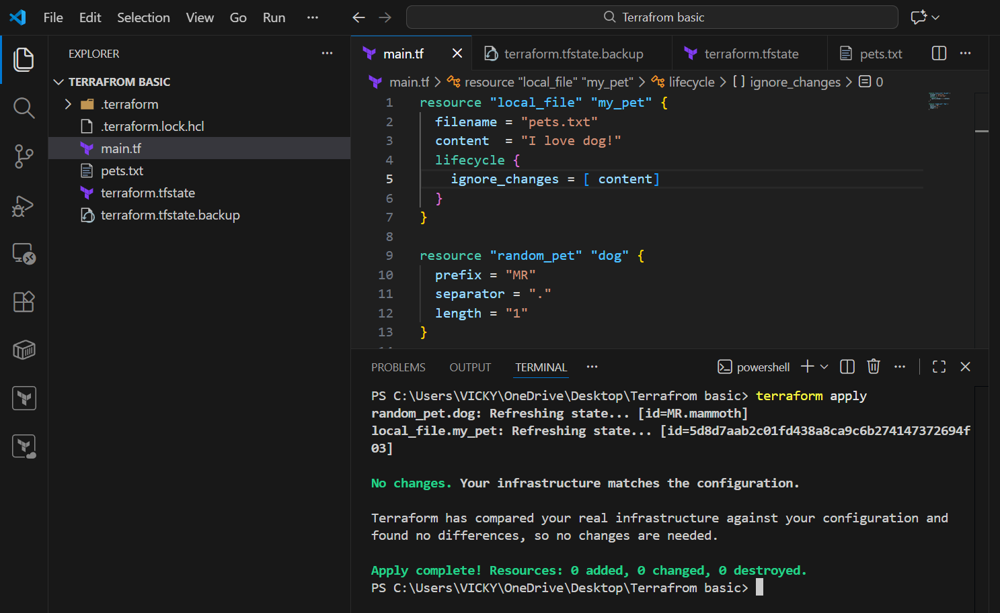 File Edit Selection View Go Run ···
Terrafrom basic
EXPLORER ···
TERRAFROM BASIC
.terraform
.terraform.lock.hcl
main.tf
pets.txt
terraform.tfstate
terraform.tfstate.backup
main.tf terraform.tfstate.backup terraform.tfstate pets.txt ···
main.tf > resource "local_file" "my_pet" > lifecycle > [ ] ignore_changes > 0
1 resource "local_file" "my_pet" {
2 filename = "pets.txt"
3 content  = "I love dog!"
4 lifecycle {
5 ignore_changes = [ content]
6 }
7 }
8
9 resource "random_pet" "dog" {
10 prefix = "MR"
11 separator = "."
12 length = "1"
13 }
PROBLEMS OUTPUT TERMINAL ··· powershell ···
PS C:\Users\VICKY\OneDrive\Desktop\Terrafrom basic> terraform apply
random_pet.dog: Refreshing state... [id=MR.mammoth]
local_file.my_pet: Refreshing state... [id=5d8d7aab2c01fd438a8ca9c6b274147372694f
03]
No changes. Your infrastructure matches the configuration.
Terraform has compared your real infrastructure against your configuration and
found no differences, so no changes are needed.
Apply complete! Resources: 0 added, 0 changed, 0 destroyed.
PS C:\Users\VICKY\OneDrive\Desktop\Terrafrom basic>